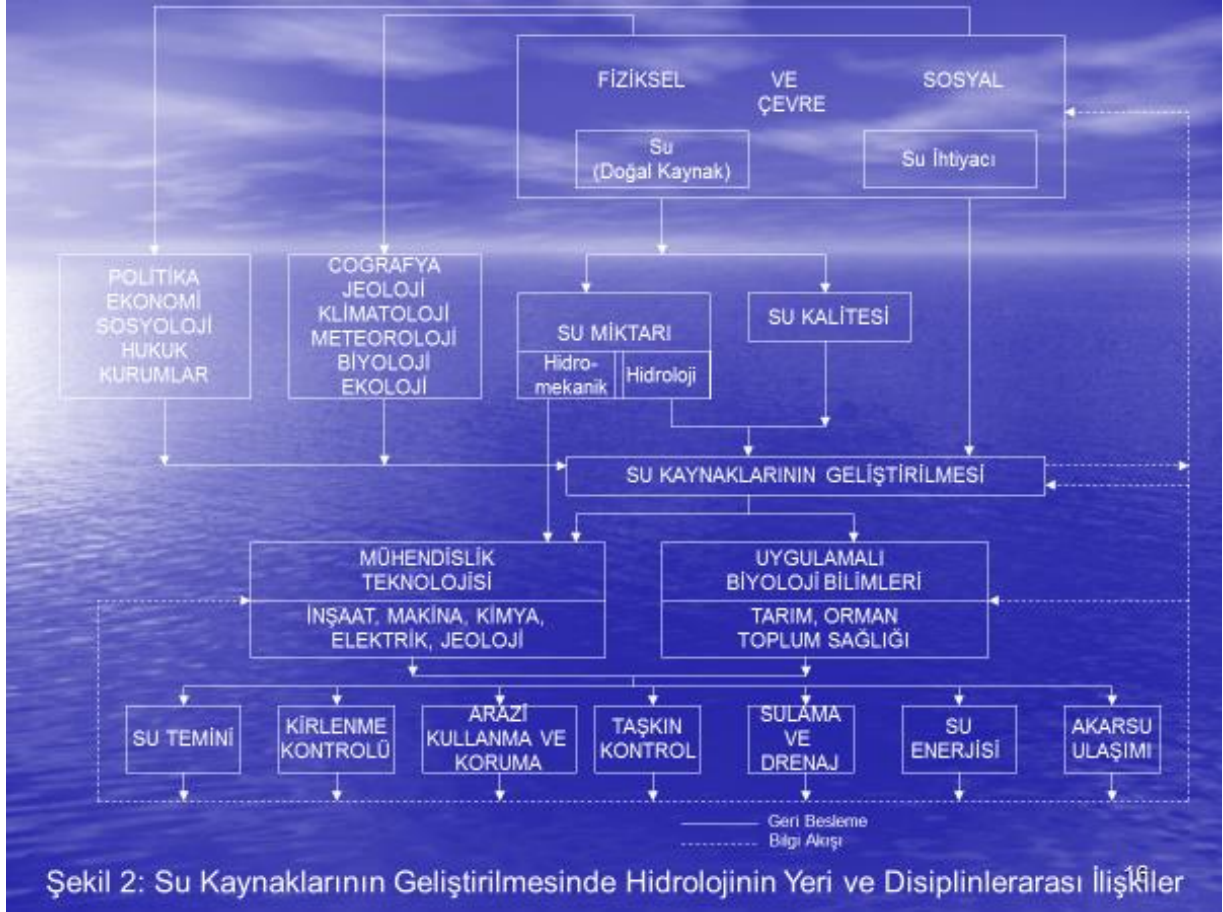 FİZİKSEL VE SOSYAL
ÇEVRE
Su
(Doğal Kaynak)
Su İhtiyacı
POLİTİKA
EKONOMİ
SOSYOLOJİ
HUKUK
KURUMLAR
COĞRAFYA
JEOLOJİ
KLİMATOLOJİ
METEOROLOJİ
BİYOLOJİ
EKOLOJİ
SU MİKTARI
Hidro-
mekanik
Hidroloji
SU KALİTESİ
SU KAYNAKLARININ GELİŞTİRİLMESİ
MÜHENDİSLİK
TEKNOLOJİSİ
İNŞAAT, MAKİNA, KİMYA,
ELEKTRİK, JEOLOJİ
UYGULAMALI
BİYOLOJİ BİLİMLERİ
TARIM, ORMAN
TOPLUM SAĞLIĞI
SU TEMİNİ
KİRLENME
KONTROLÜ
ARAZİ
KULLANMA VE
KORUMA
TAŞKIN
KONTROL
SULAMA
VE
DRENAJ
SU
ENERJİSİ
AKARSU
ULAŞIMI
Geri Besleme
Bilgi Akışı
Şekil 2: Su Kaynaklarının Geliştirilmesinde Hidrolojinin Yeri ve Disiplinlerarası İlişkiler
16